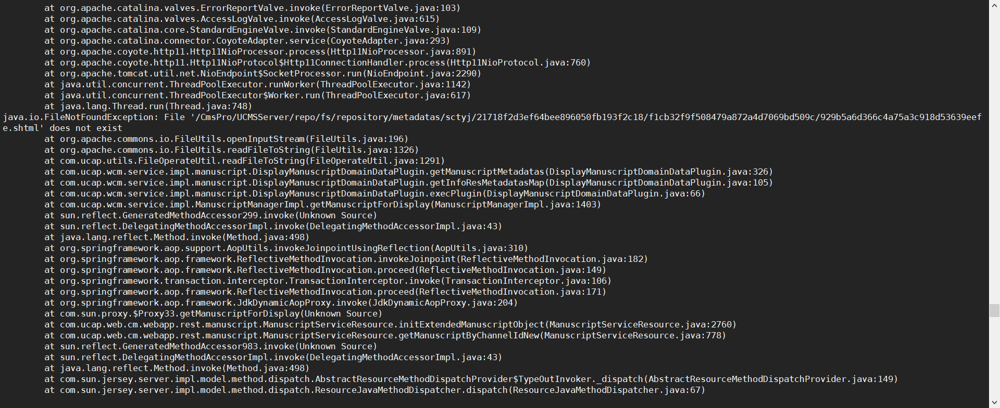 at org.apache.catalina.valves.ErrorReportValve.invoke(ErrorReportValve.java:103)
at org.apache.catalina.valves.AccessLogValve.invoke(AccessLogValve.java:615)
at org.apache.catalina.core.StandardEngineValve.invoke(StandardEngineValve.java:109)
at org.apache.catalina.connector.CoyoteAdapter.service(CoyoteAdapter.java:293)
at org.apache.coyote.http11.Http11NioProcessor.process(Http11NioProcessor.java:891)
at org.apache.coyote.http11.Http11NioProtocol$Http11ConnectionHandler.process(Http11NioProtocol.java:760)
at org.apache.tomcat.util.net.NioEndpoint$SocketProcessor.run(NioEndpoint.java:2290)
at java.util.concurrent.ThreadPoolExecutor.runWorker(ThreadPoolExecutor.java:1142)
at java.util.concurrent.ThreadPoolExecutor$Worker.run(ThreadPoolExecutor.java:617)
at java.lang.Thread.run(Thread.java:748)
java.io.FileNotFoundException: File '/CmsPro/UCMSServer/repo/fs/repository/metadatas/sctyj/21718f2d3ef64bee896050fb193f2c18/f1cb32f9f508479a872a4d7069bd509c/929b5a6d366c4a75a3c918d53639eef
e.shtml' does not exist
at org.apache.commons.io.FileUtils.openInputStream(FileUtils.java:196)
at org.apache.commons.io.FileUtils.readFileToString(FileUtils.java:1326)
at com.ucap.utils.FileOperateUtil.readFileToString(FileOperateUtil.java:1291)
at com.ucap.wcm.service.impl.manuscript.DisplayManuscriptDomainDataPlugin.getManuscriptMetadatas(DisplayManuscriptDomainDataPlugin.java:326)
at com.ucap.wcm.service.impl.manuscript.DisplayManuscriptDomainDataPlugin.getInfoResMetadatasMap(DisplayManuscriptDomainDataPlugin.java:105)
at com.ucap.wcm.service.impl.manuscript.DisplayManuscriptDomainDataPlugin.execPlugin(DisplayManuscriptDomainDataPlugin.java:66)
at com.ucap.wcm.service.impl.ManuscriptManagerImpl.getManuscriptForDisplay(ManuscriptManagerImpl.java:1403)
at sun.reflect.GeneratedMethodAccessor299.invoke(Unknown Source)
at sun.reflect.DelegatingMethodAccessorImpl.invoke(DelegatingMethodAccessorImpl.java:43)
at java.lang.reflect.Method.invoke(Method.java:498)
at org.springframework.aop.support.AopUtils.invokeJoinpointUsingReflection(AopUtils.java:310)
at org.springframework.aop.framework.ReflectiveMethodInvocation.invokeJoinpoint(ReflectiveMethodInvocation.java:182)
at org.springframework.aop.framework.ReflectiveMethodInvocation.proceed(ReflectiveMethodInvocation.java:149)
at org.springframework.transaction.interceptor.TransactionInterceptor.invoke(TransactionInterceptor.java:106)
at org.springframework.aop.framework.ReflectiveMethodInvocation.proceed(ReflectiveMethodInvocation.java:171)
at org.springframework.aop.framework.JdkDynamicAopProxy.invoke(JdkDynamicAopProxy.java:204)
at com.sun.proxy.$Proxy33.getManuscriptForDisplay(Unknown Source)
at com.ucap.web.cm.webapp.rest.manuscript.ManuscriptServiceResource.initExtendedManuscriptObject(ManuscriptServiceResource.java:2760)
at com.ucap.web.cm.webapp.rest.manuscript.ManuscriptServiceResource.getManuscriptByChannelIdNew(ManuscriptServiceResource.java:778)
at sun.reflect.GeneratedMethodAccessor983.invoke(Unknown Source)
at sun.reflect.DelegatingMethodAccessorImpl.invoke(DelegatingMethodAccessorImpl.java:43)
at java.lang.reflect.Method.invoke(Method.java:498)
at com.sun.jersey.server.impl.model.method.dispatch.AbstractResourceMethodDispatchProvider$TypeOutInvoker._dispatch(AbstractResourceMethodDispatchProvider.java:149)
at com.sun.jersey.server.impl.model.method.dispatch.ResourceJavaMethodDispatcher.dispatch(ResourceJavaMethodDispatcher.java:67)